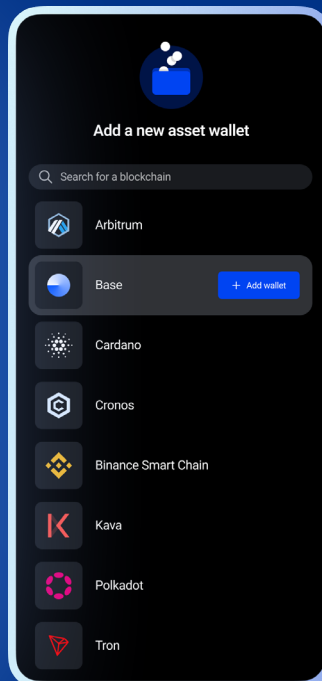 Add a new asset wallet
Search for a blockchain
Arbitrum
Base
+ Add wallet
Cardano
Cronos
Binance Smart Chain
Kava
Polkadot
Tron